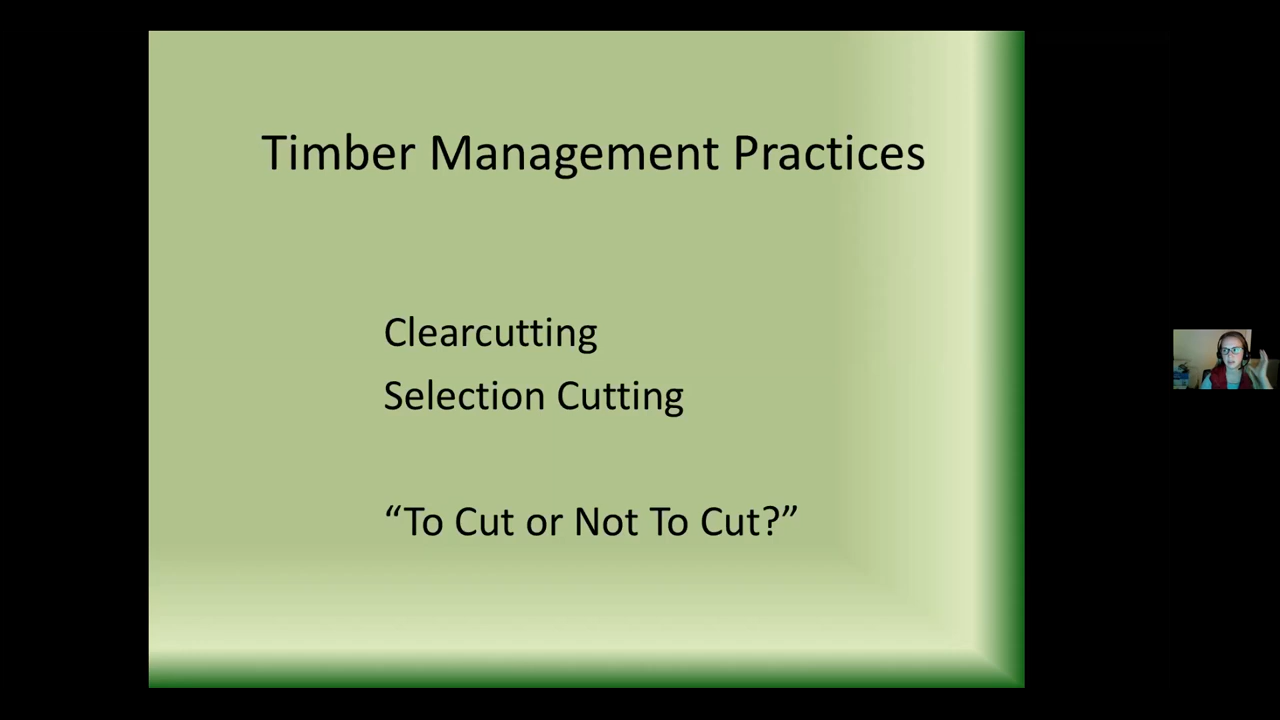 Timber Management Practices
Clearcutting
Selection Cutting
“To Cut or Not To Cut?”